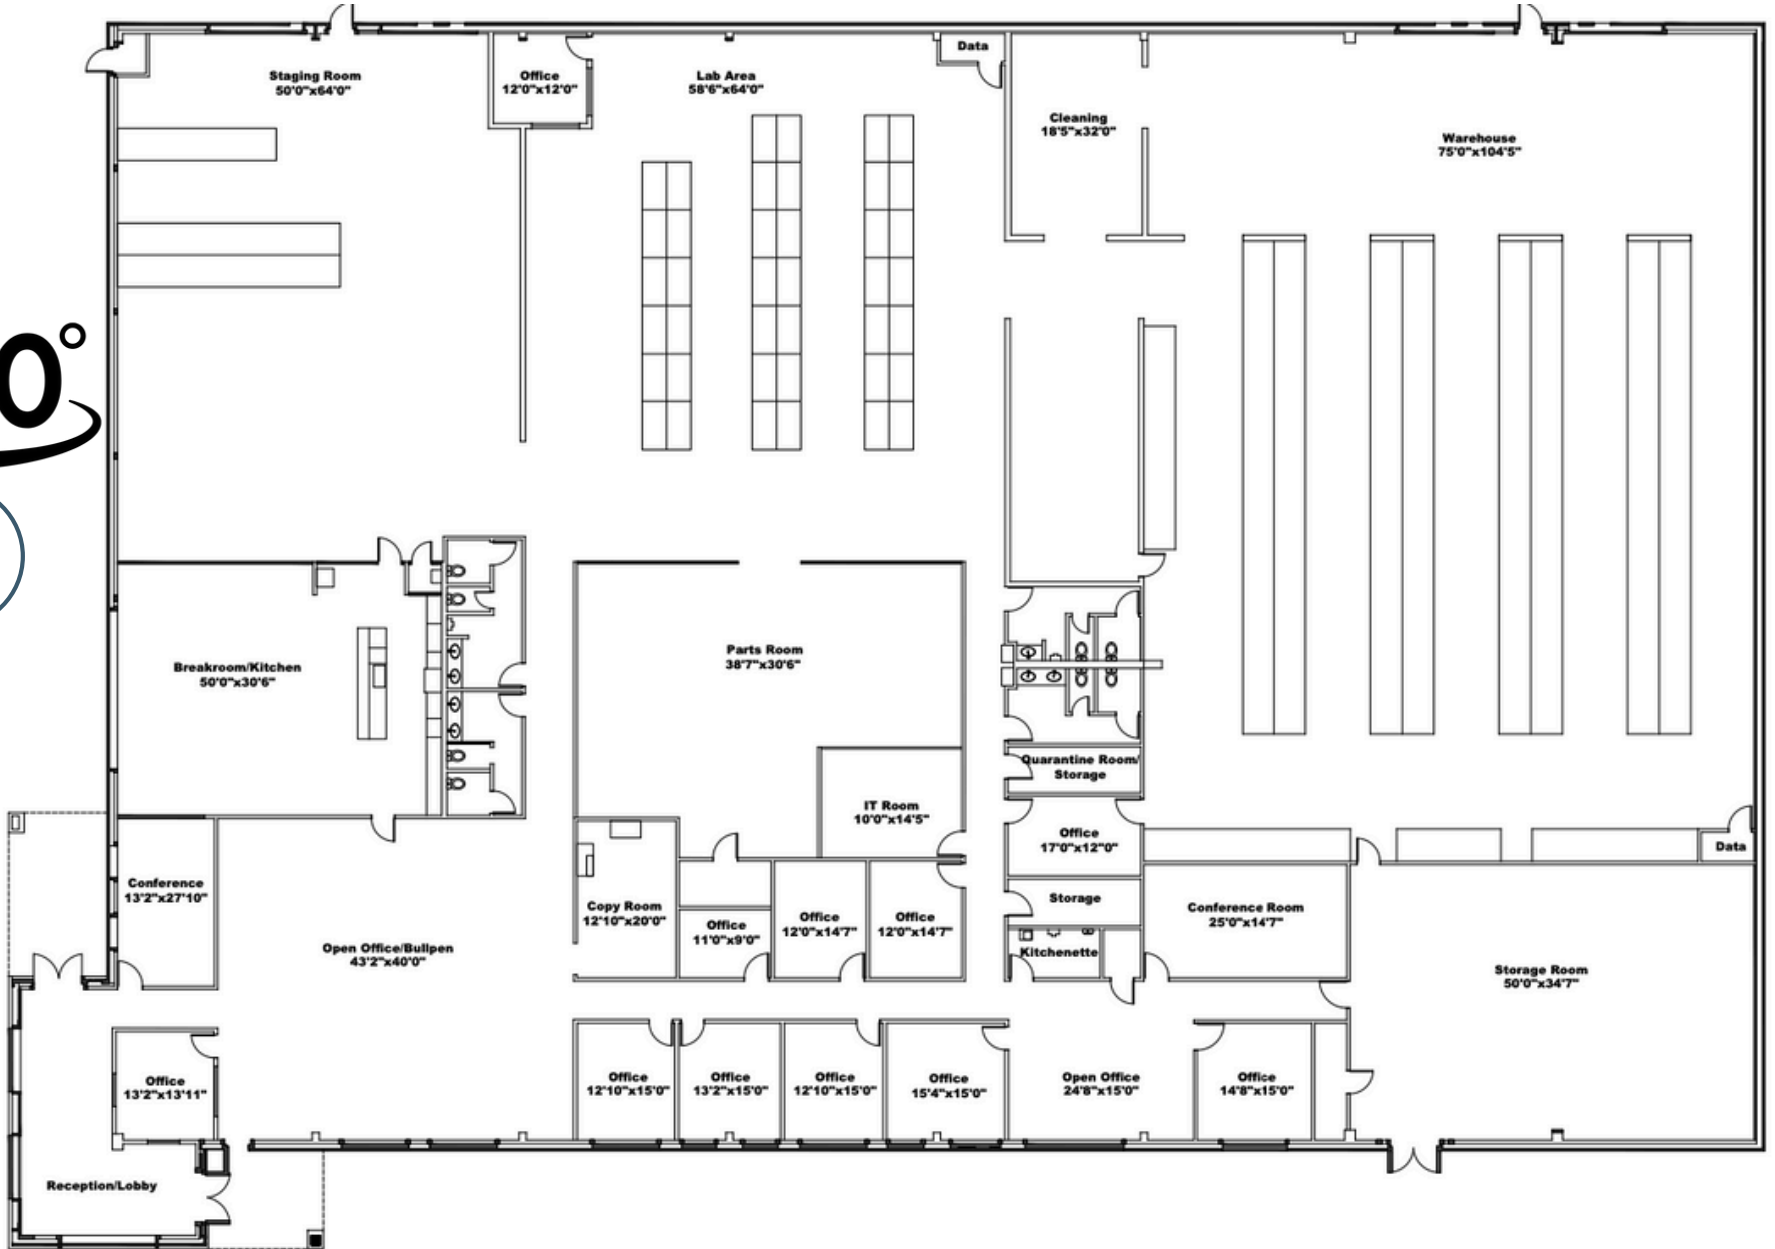 0°
Staging Room
50'0"x64'0"
Office
12'0"x12'0"
Lab Area
58'6"x64'0"
Data
Cleaning
18'5"x32'0"
Warehouse
75'0"x104'5"
Breakroom/Kitchen
50'0"x30'6"
Parts Room
38'7"x30'6"
Quarantine Room/
Storage
IT Room
10'0"x14'5"
Office
17'0"x12'0"
Data
Conference
13'2"x27'10"
Copy Room
12'10"x20'0"
Office
11'0"x9'0"
Office
12'0"x14'7"
Office
12'0"x14'7"
Storage
Conference Room
25'0"x14'7"
Open Office/Bullpen
43'2"x40'0"
Kitchenette
Storage Room
50'0"x34'7"
Office
13'2"x13'11"
Office
12'10"x15'0"
Office
13'2"x15'0"
Office
12'10"x15'0"
Office
15'4"x15'0"
Open Office
24'8"x15'0"
Office
14'8"x15'0"
Reception/Lobby